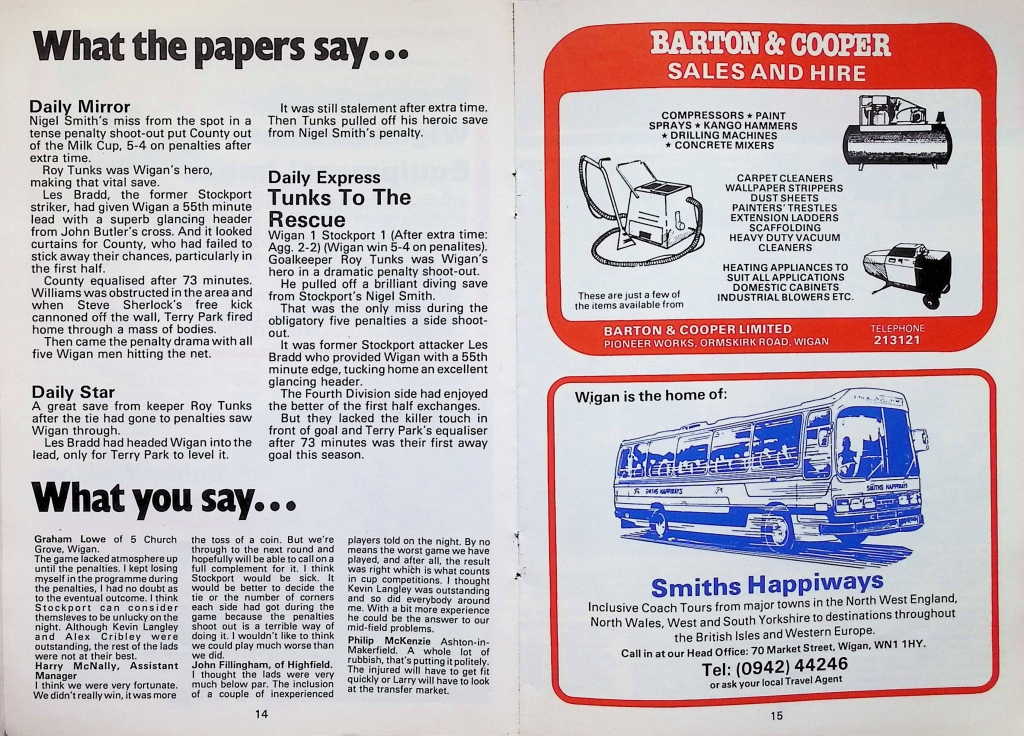 What the papers say...
Daily Mirror
Nigel Smith's miss from the spot in a
tense penalty shoot-out put County out
of the Milk Cup, 5-4 on penalties after
extra time.
Roy Tunks was Wigan's hero,
making that vital save.
Les Bradd, the former Stockport
striker, had given Wigan a 55th minute
lead with a superb glancing header
from John Butler's cross. And it looked
curtains for County, who had failed to
stick away their chances, particularly in
the first half.
County equalised after 73 minutes.
Williams was obstructed in the area and
when Steve Sherlock's free kick
cannoned off the wall, Terry Park fired
home through a mass of bodies.
Then came the penalty drama with all
five Wigan men hitting the net.
Daily Star
A great save from keeper Roy Tunks
after the tie had gone to penalties saw
Wigan through.
Les Bradd had headed Wigan into the
lead, only for Terry Park to level it.
It was still stalement after extra time.
Then Tunks pulled off his heroic save
from Nigel Smith's penalty.
Daily Express
Tunks To The
Rescue
Wigan 1 Stockport 1 (After extra time:
Agg. 2-2) (Wigan win 5-4 on penalites).
Goalkeeper Roy Tunks was Wigan's
hero in a dramatic penalty shoot-out.
He pulled off a brilliant diving save
from Stockport's Nigel Smith.
That was the only miss during the
obligatory five penalties a side shoot-
out.
It was former Stockport attacker Les
Bradd who provided Wigan with a 55th
minute edge, tucking home an excellent
glancing header.
The Fourth Division side had enjoyed
the better of the first half exchanges.
But they lacked the killer touch in
front of goal and Terry Park's equaliser
after 73 minutes was their first away
goal this season.
What you say...
Graham Lowe of 5 Church
Grove, Wigan.
The game lacked atmosphere up
until the penalties. I kept losing
myself in the programme during
the penalties, I had no doubt as
to the eventual outcome. I think
Stockport can consider
themsleves to be unlucky on the
night. Although Kevin Langley
and Alex Cribley were
outstanding, the rest of the lads
were not at their best.
Harry McNally, Assistant
Manager
I think we were very fortunate.
We didn't really win, it was more
the toss of a coin. But we're
through to the next round and
hopefully will be able to call on a
full complement for it. I think
Stockport would be sick. It
would be better to decide the
tie or the number of corners
each side had got during the
game because the penalties
shoot out is a terrible way of
doing it. I wouldn't like to think
we could play much worse than
we did.
John Fillingham, of Highfield.
I thought the lads were very
much below par. The inclusion
of a couple of inexperienced
players told on the night. By no
means the worst game we have
played, and after all, the result
was right which is what counts
in cup competitions. I thought
Kevin Langley was outstanding
and so did everybody around
me. With a bit more experience
he could be the answer to our
mid-field problems.
Philip McKenzie Ashton-in-
Makerfield. A whole lot of
rubbish, that's putting it politely.
The injured will have to get fit
quickly or Larry will have to look
at the transfer market.
14
BARTON & COOPER
SALES AND HIRE
COMPRESSORS ★ PAINT
SPRAYS ★ KANGO HAMMERS
★ DRILLING MACHINES
★ CONCRETE MIXERS
CARPET CLEANERS
WALLPAPER STRIPPERS
DUST SHEETS
PAINTERS' TRESTLES
EXTENSION LADDERS
SCAFFOLDING
HEAVY DUTY VACUUM
CLEANERS
HEATING APPLIANCES TO
SUIT ALL APPLICATIONS
DOMESTIC CABINETS
INDUSTRIAL BLOWERS ETC.
These are just a few of
the items available from
BARTON & COOPER LIMITED
PIONEER WORKS, ORMSKIRK ROAD, WIGAN
TELEPHONE
213121
Wigan is the home of:
SMITHS HAPPIWAYS
SMITHS HAPPIWAYS
Smiths Happiways
Inclusive Coach Tours from major towns in the North West England,
North Wales, West and South Yorkshire to destinations throughout
the British Isles and Western Europe.
Call in at our Head Office: 70 Market Street, Wigan, WN1 1HY.
Tel: (0942) 44246
or ask your local Travel Agent
15